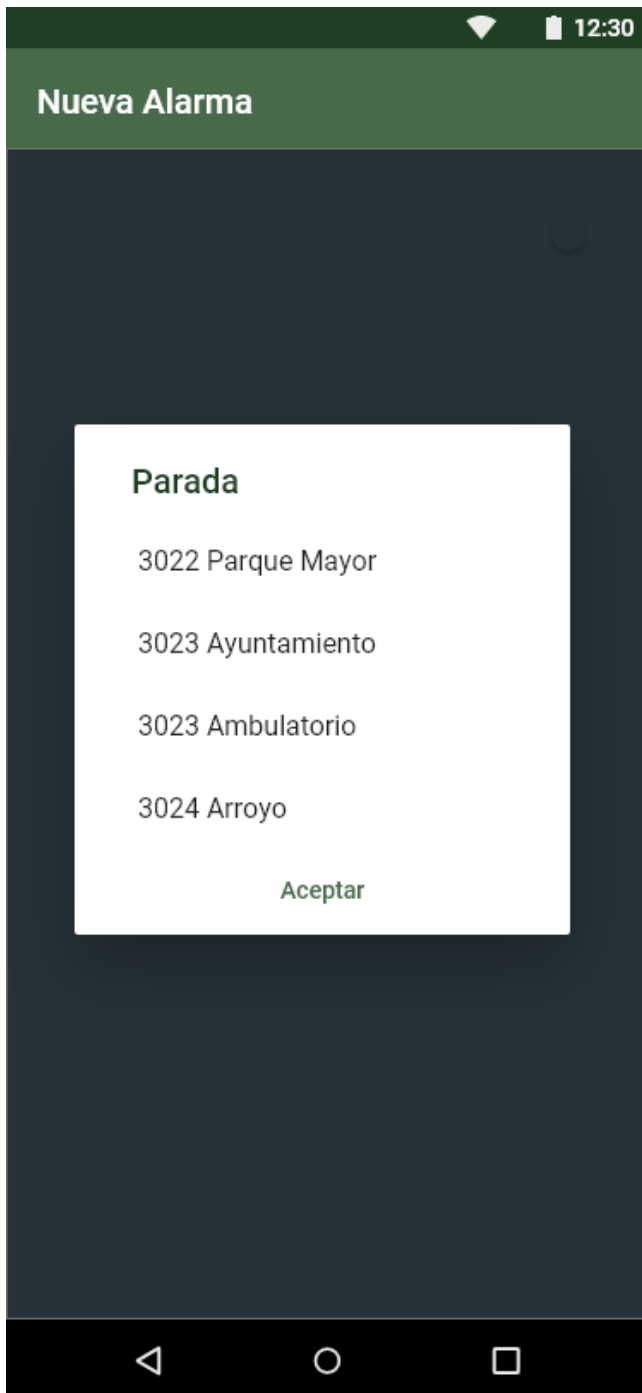 12:30
Nueva Alarma
Parada
3022 Parque Mayor
3023 Ayuntamiento
3023 Ambulatorio
3024 Arroyo
Aceptar